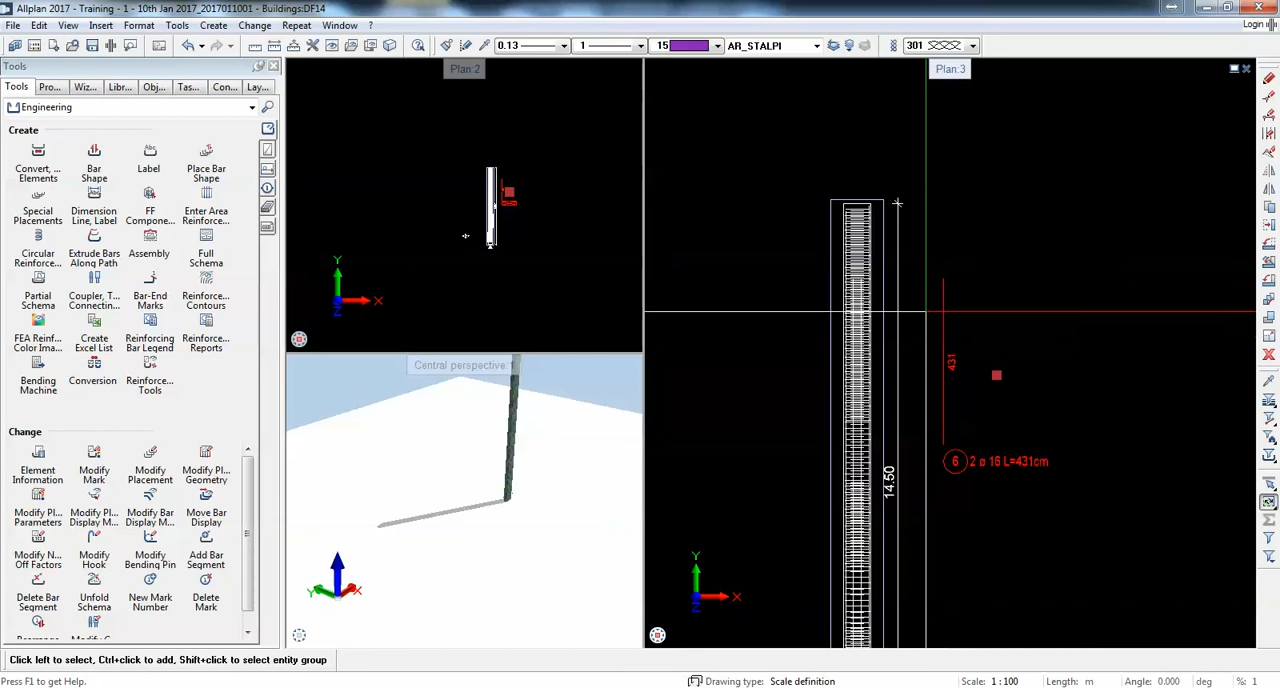 Allplan 2017 - Training - 1 - 10th Jan 2017_2017011001 - Buildings:DF14
File Edit View Insert Format Tools Create Change Repeat Window ?
Login
0.13 1 15 AR_STALPI 301
Tools
Tools Pro... Wiz... Libr... Obj... Tas... Con... Lay...
Engineering
Create
Convert, ... Elements
Bar Shape
Label
Place Bar Shape
Special Placements
Dimension Line, Label
FF Compone...
Enter Area Reinforce...
Circular Reinforce...
Extrude Bars Along Path
Assembly
Full Schema
Partial Schema
Coupler, T... Connectin...
Bar-End Marks
Reinforce... Contours
FEA Reinf... Color Ima...
Create Excel List
Reinforcing Bar Legend
Reinforce... Reports
Bending Machine
Conversion
Reinforce... Tools
Change
Element Information
Modify Mark
Modify Placement
Modify Pl... Geometry
Modify Pl... Parameters
Modify Pl... Display M...
Modify Bar Display M...
Move Bar Display
Modify N... Off Factors
Modify Hook
Modify Bending Pin
Add Bar Segment
Delete Bar Segment
Unfold Schema
New Mark Number
Delete Mark
Plan:2
Y
X
Z
Central perspective:1
Y
X
Plan:3
431
6 2 ø 16 L=431cm
14.50
Y
X
Click left to select, Ctrl+click to add, Shift+click to select entity group
Press F1 to get Help.
Drawing type: Scale definition Scale: 1 : 100 Length: m Angle: 0.000 deg %: 1